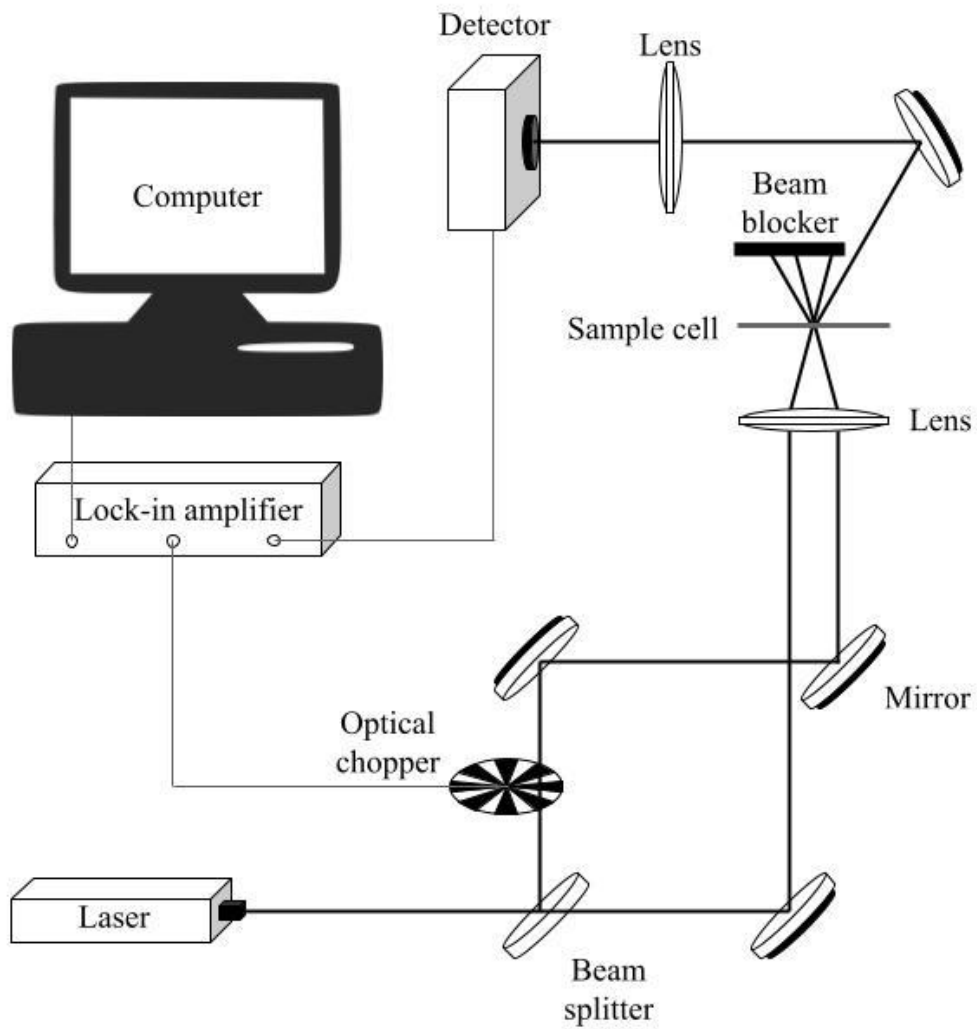 Detector
Lens
Computer
Beam
blocker
Sample cell
Lens
Lock-in amplifier
Mirror
Optical
chopper
Laser
Beam
splitter